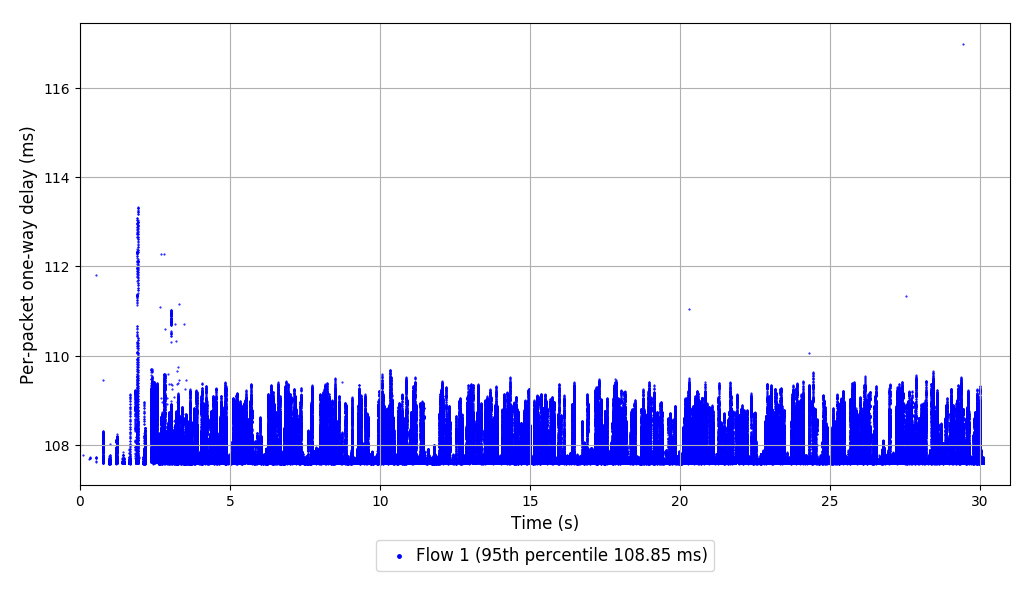 Per-packet one-way delay (ms)
116
114
112
110
108
0 5 10 15 20 25 30
Time (s)
Flow 1 (95th percentile 108.85 ms)